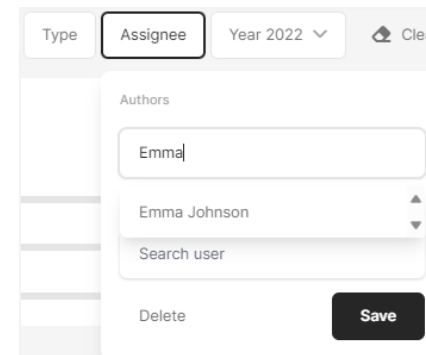 Type Assignee Year 2022 Cle
Authors
Emma
Emma Johnson
Search user
Delete Save